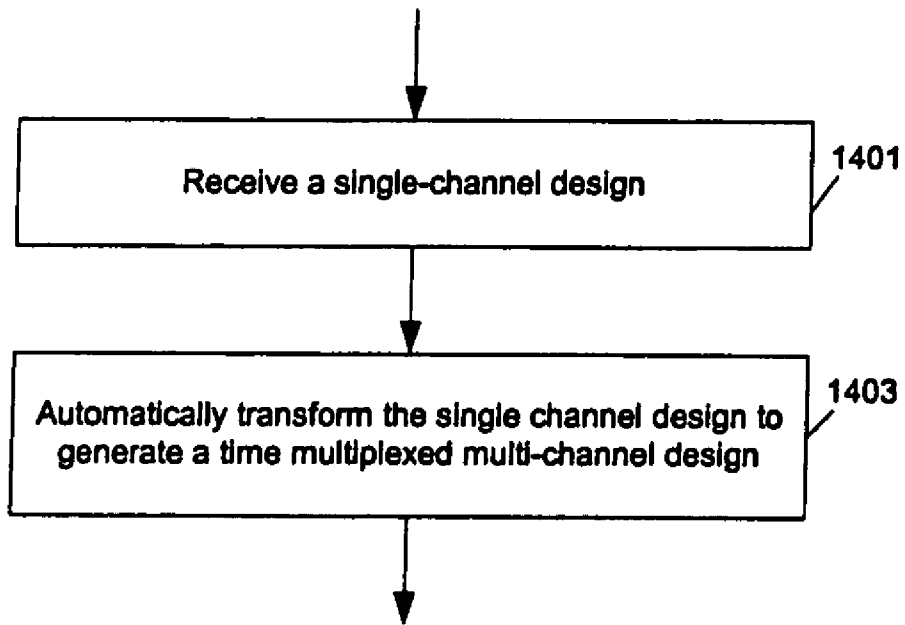 Receive a single-channel design
1401
Automatically transform the single channel design to
generate a time multiplexed multi-channel design
1403